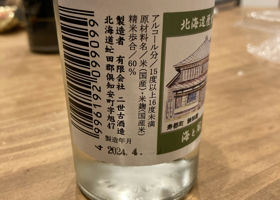 アルコール分／15度以上16度未満
原材料名／米(国産)・米麹(国産米)
精米歩合／60%
製造者 有限会社 二世古酒造
北海道虻田郡倶知安町字旭47
製造年月
2024.4.
4996192099099
北海道産